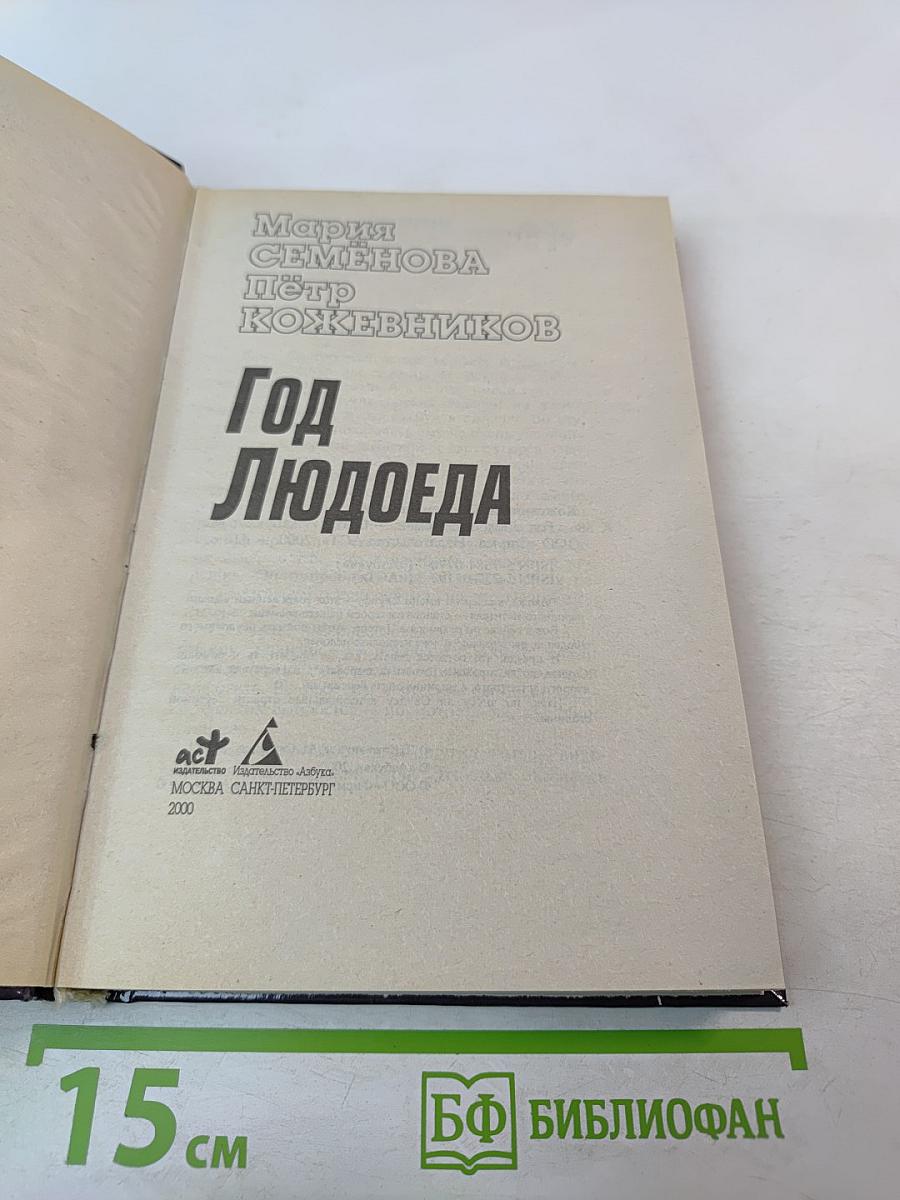 Мария
СЕМЁНОВА
Пётр
КОЖЕВНИКОВ
Год
Людоеда
аст
ИЗДАТЕЛЬСТВО
Издательство «Азбука»
МОСКВА САНКТ-ПЕТЕРБУРГ
2000
15 см
БФ БИБЛИОФАН